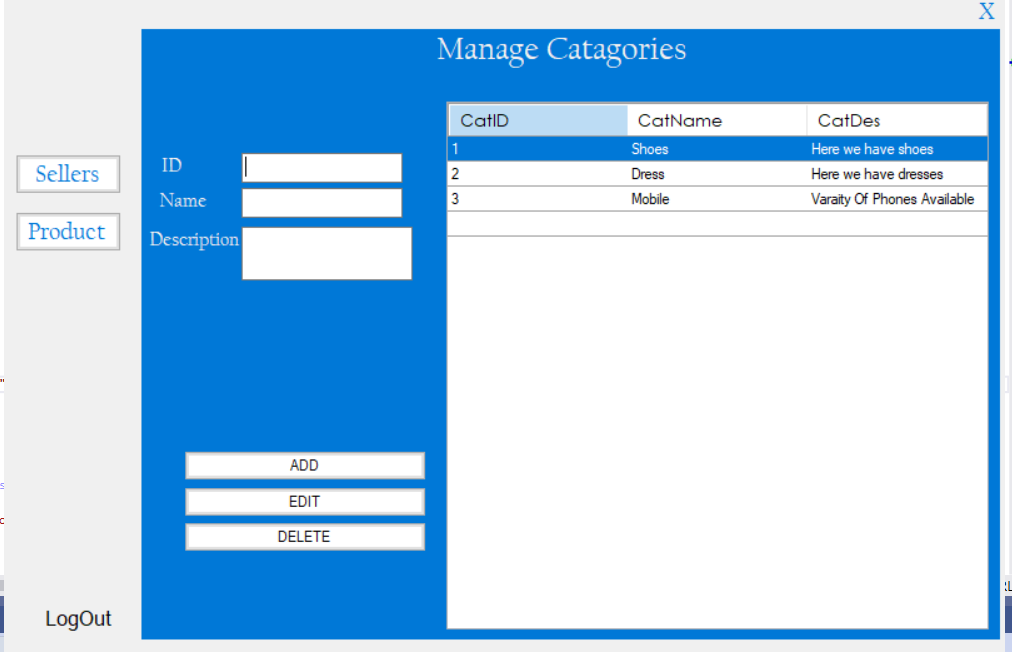 X
Manage Catagories
Sellers
Product
LogOut
ID
Name
Description
ADD
EDIT
DELETE
CatID CatName CatDes
1 Shoes Here we have shoes
2 Dress Here we have dresses
3 Mobile Varaity Of Phones Available